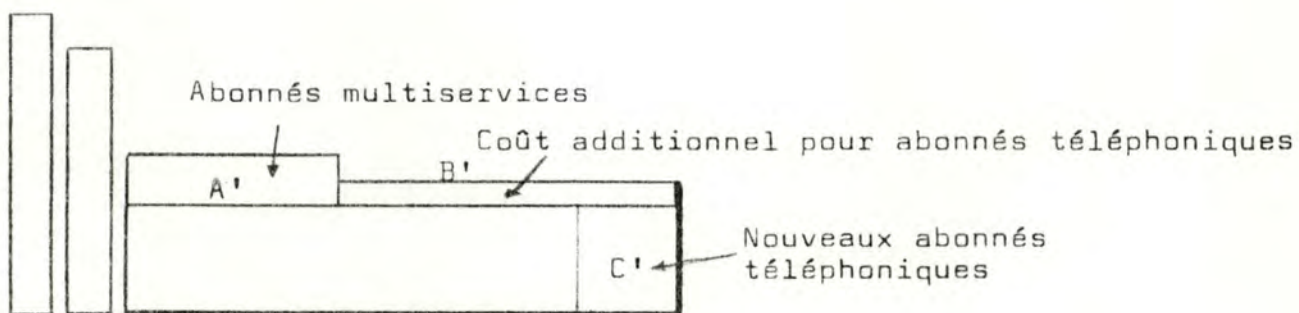 Abonnés multiservices
Coût additionnel pour abonnés téléphoniques
B'
A'
Nouveaux abonnés
téléphoniques
C'